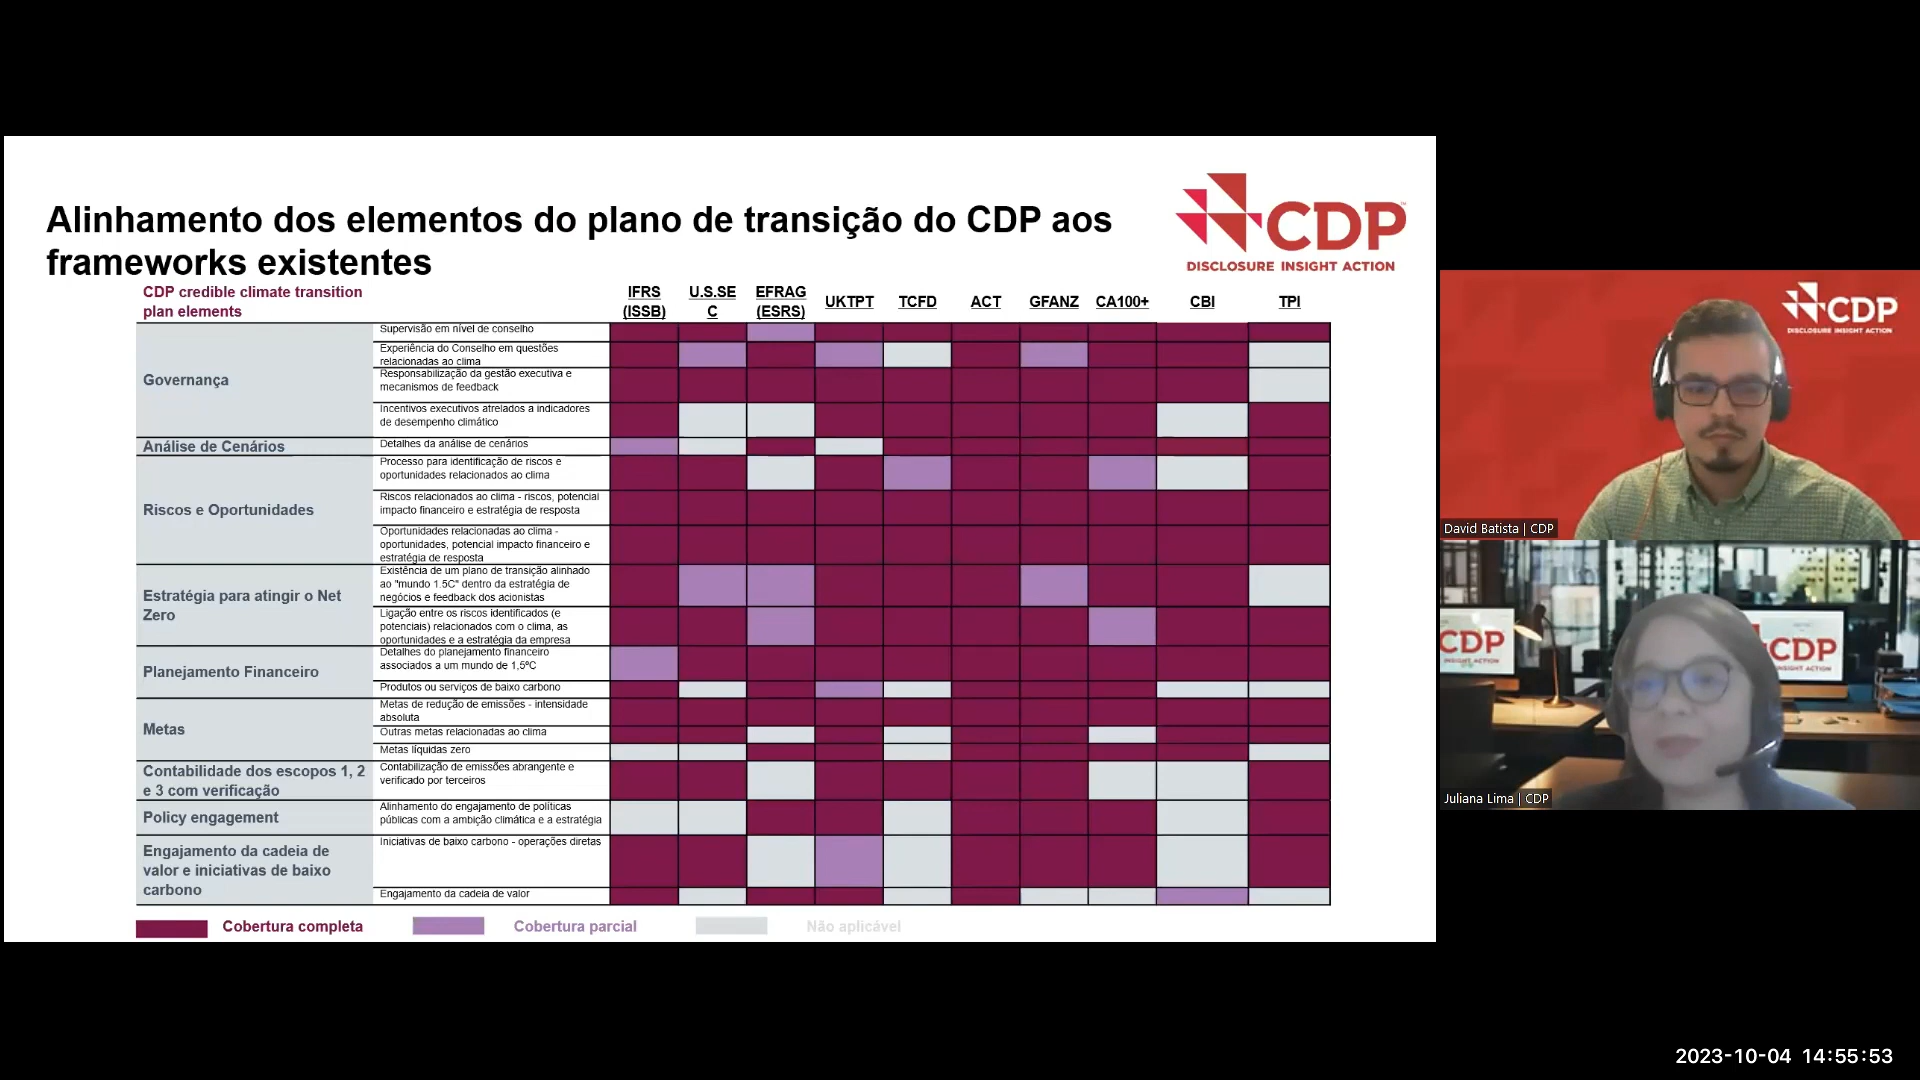 Alinhamento dos elementos do plano de transição do CDP aos
frameworks existentes
CDP
DISCLOSURE INSIGHT ACTION
CDP credible climate transition
plan elements
IFRS
(ISSB)
U.S.SE
C
EFRAG
(ESRS)
UKTPT
TCFD
ACT
GFANZ
CA100+
CBI
TPI
Governança
Supervisão em nível de conselho
Experiência do Conselho em questões
relacionadas ao clima
Responsabilização da gestão executiva e
mecanismos de feedback
Incentivos executivos atrelados a indicadores
de desempenho climático
Análise de Cenários
Detalhes da análise de cenários
Riscos e Oportunidades
Processo para identificação de riscos e
oportunidades relacionados ao clima
Riscos relacionados ao clima - riscos, potencial
impacto financeiro e estratégia de resposta
Oportunidades relacionadas ao clima -
oportunidades, potencial impacto financeiro e
estratégia de resposta
Estratégia para atingir o Net
Zero
Existência de um plano de transição alinhado
ao "mundo 1.5C" dentro da estratégia de
negócios e feedback dos acionistas
Ligação entre os riscos identificados (e
potenciais) relacionados com o clima, as
oportunidades e a estratégia da empresa
Planejamento Financeiro
Detalhes do planejamento financeiro
associados a um mundo de 1,5ºC
Produtos ou serviços de baixo carbono
Metas
Metas de redução de emissões - intensidade
absoluta
Outras metas relacionadas ao clima
Metas líquidas zero
Contabilidade dos escopos 1, 2
e 3 com verificação
Contabilização de emissões abrangente e
verificado por terceiros
Policy engagement
Alinhamento do engajamento de políticas
públicas com a ambição climática e a estratégia
Engajamento da cadeia de
valor e iniciativas de baixo
carbono
Iniciativas de baixo carbono - operações diretas
Engajamento da cadeia de valor
Cobertura completa
Cobertura parcial
Não aplicável
CDP
DISCLOSURE INSIGHT ACTION
David Batista | CDP
CDP
INSIGHT ACTION
CDP
INSIGHT ACTION
Juliana Lima | CDP
2023-10-04 14:55:53